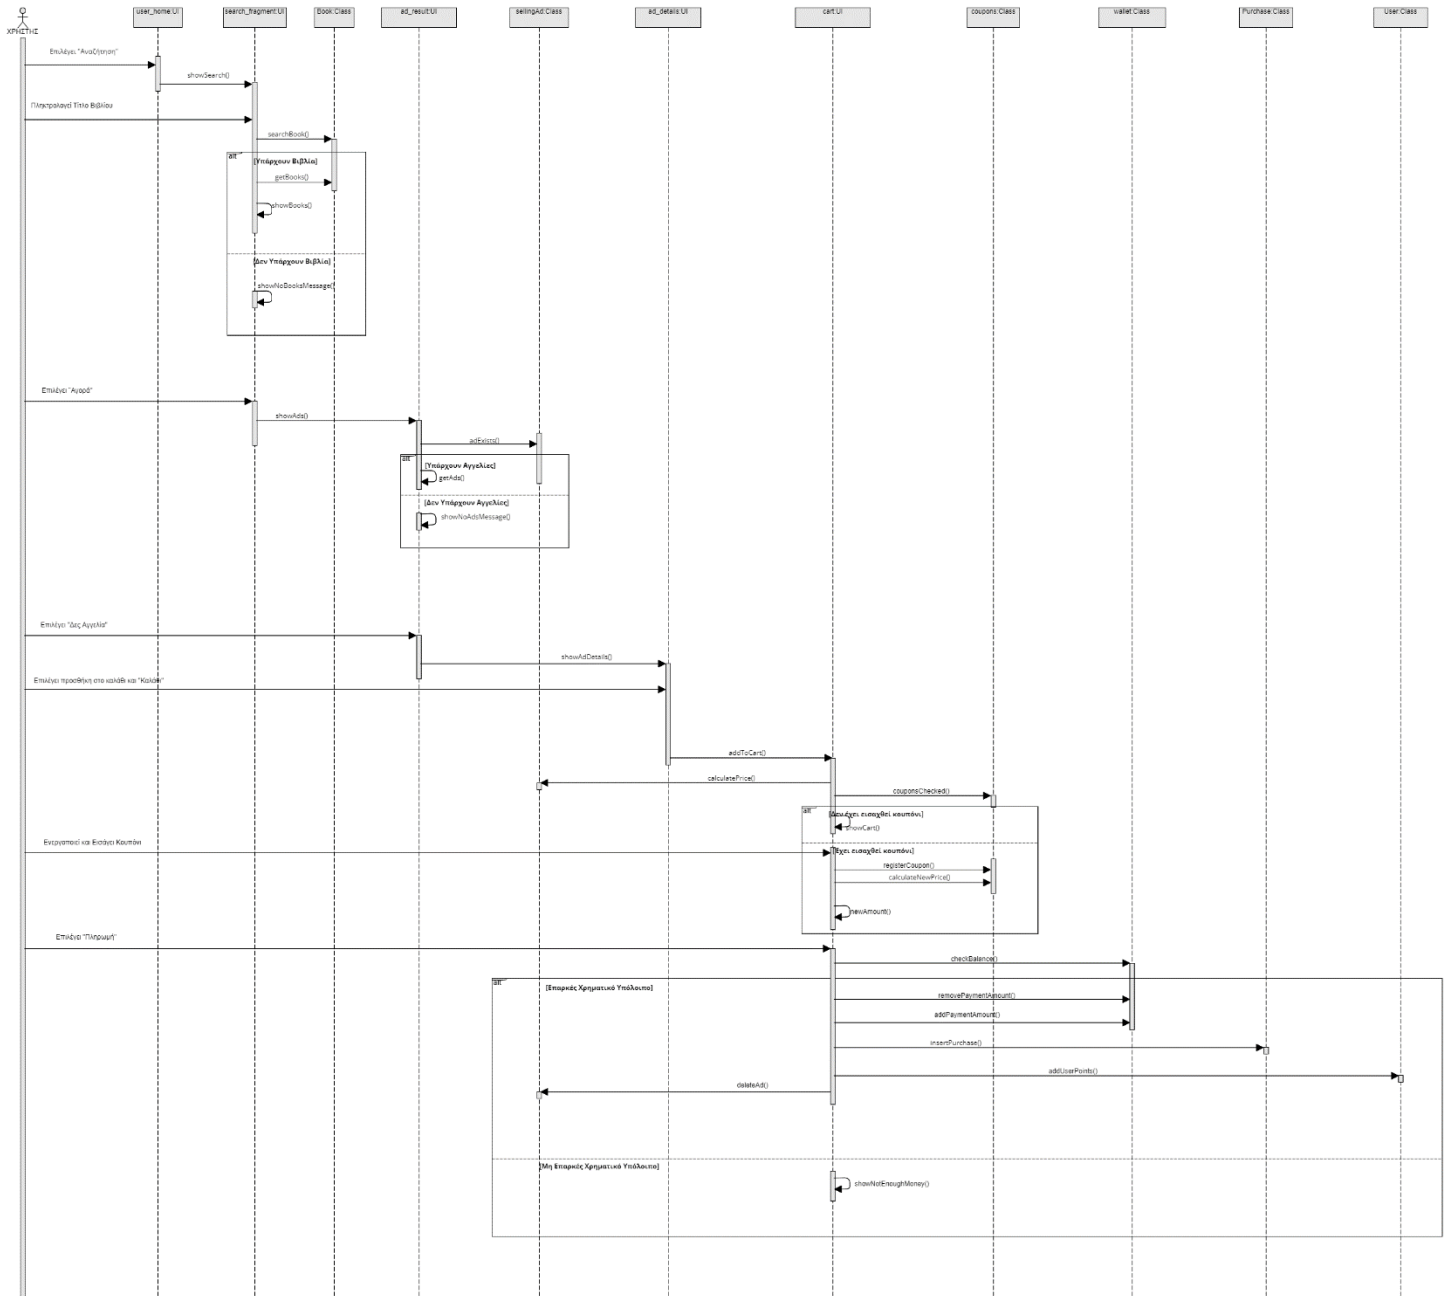 user_home:UI
search_fragment:UI
Book:Class
ad_result:UI
sellingAd:Class
ad_details:UI
cart:UI
coupons:Class
wallet:Class
Purchase:Class
User:Class
ΧΡΗΣΤΗΣ
Επιλέγει "Αναζήτηση"
showSearch()
Πληκτρολογεί Τίτλο Βιβλίου
searchBook()
alt
[Υπάρχουν Βιβλία]
getBooks()
showBooks()
[Δεν Υπάρχουν Βιβλία]
showNoBooksMessage()
Επιλέγει "Αγορά"
showAds()
adExists()
alt
[Υπάρχουν Αγγελίες]
getAds()
[Δεν Υπάρχουν Αγγελίες]
showNoAdsMessage()
Επιλέγει "Δες Αγγελία"
showAdDetails()
Επιλέγει προσθήκη στο καλάθι και "Καλάθι"
addToCart()
calculatePrice()
couponsChecked()
alt
[Δεν έχει εισαχθεί κουπόνι]
showCart()
Ενεργοποιεί και Εισάγει Κουπόνι
[Έχει εισαχθεί κουπόνι]
registerCoupon()
calculateNewPrice()
newAmount()
Επιλέγει "Πληρωμή"
checkBalance()
alt
[Επαρκές Χρηματικό Υπόλοιπο]
removePaymentAmount()
addPaymentAmount()
insertPurchase()
addUserPoints()
deleteAd()
[Μη Επαρκές Χρηματικό Υπόλοιπο]
showNotEnoughMoney()